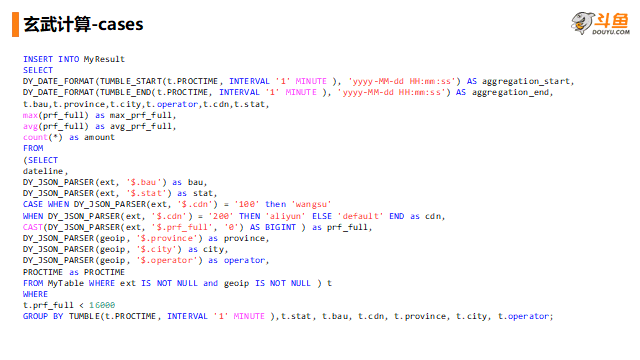 玄武计算-cases
斗鱼
DOUYU.COM
INSERT INTO MyResult
SELECT
DY_DATE_FORMAT(TUMBLE_START(t.PROCTIME, INTERVAL '1' MINUTE ), 'yyyy-MM-dd HH:mm:ss') AS aggregation_start,
DY_DATE_FORMAT(TUMBLE_END(t.PROCTIME, INTERVAL '1' MINUTE ), 'yyyy-MM-dd HH:mm:ss') AS aggregation_end,
t.bau,t.province,t.city,t.operator,t.cdn,t.stat,
max(prf_full) as max_prf_full,
avg(prf_full) as avg_prf_full,
count(*) as amount
FROM
(SELECT
dateline,
DY_JSON_PARSER(ext, '$.bau') as bau,
DY_JSON_PARSER(ext, '$.stat') as stat,
CASE WHEN DY_JSON_PARSER(ext, '$.cdn') = '100' then 'wangsu'
WHEN DY_JSON_PARSER(ext, '$.cdn') = '200' THEN 'aliyun' ELSE 'default' END as cdn,
CAST(DY_JSON_PARSER(ext, '$.prf_full', '0') AS BIGINT ) as prf_full,
DY_JSON_PARSER(geoip, '$.province') as province,
DY_JSON_PARSER(geoip, '$.city') as city,
DY_JSON_PARSER(geoip, '$.operator') as operator,
PROCTIME as PROCTIME
FROM MyTable WHERE ext IS NOT NULL and geoip IS NOT NULL ) t
WHERE
t.prf_full < 16000
GROUP BY TUMBLE(t.PROCTIME, INTERVAL '1' MINUTE ),t.stat, t.bau, t.cdn, t.province, t.city, t.operator;